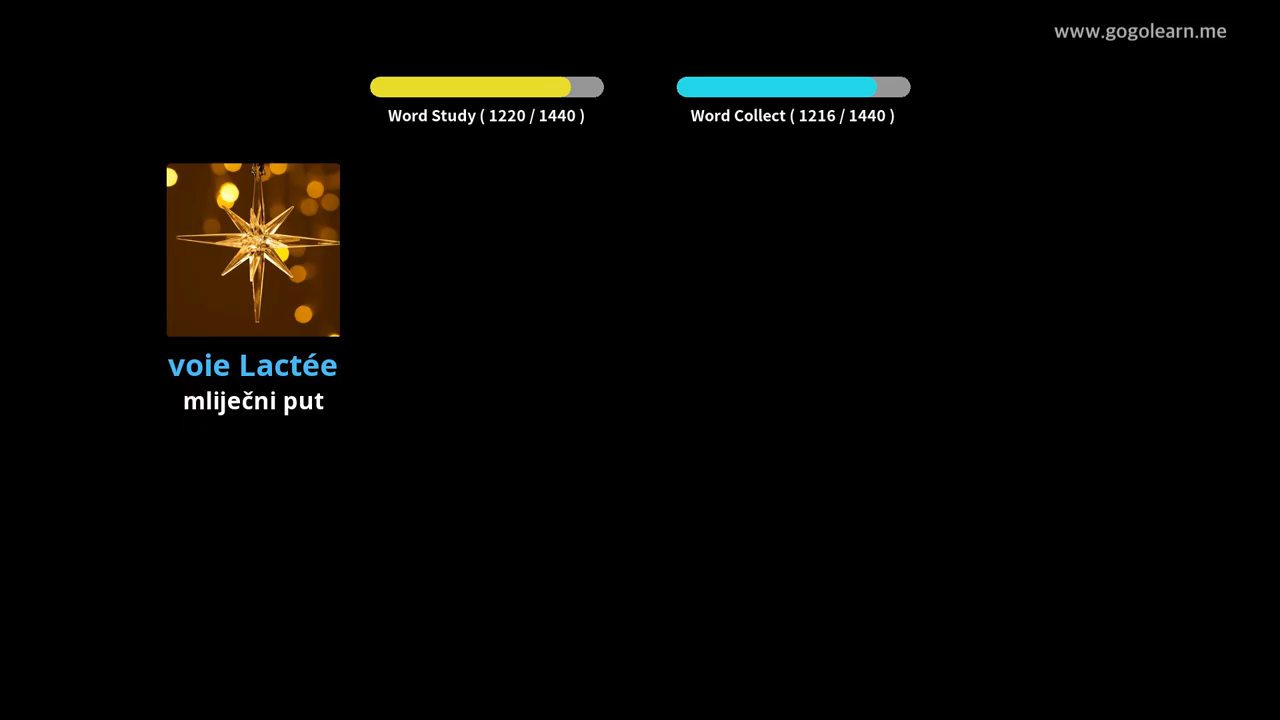 www.gogolearn.me
Word Study ( 1220 / 1440 )
Word Collect ( 1216 / 1440 )
voie Lactée
mliječni put